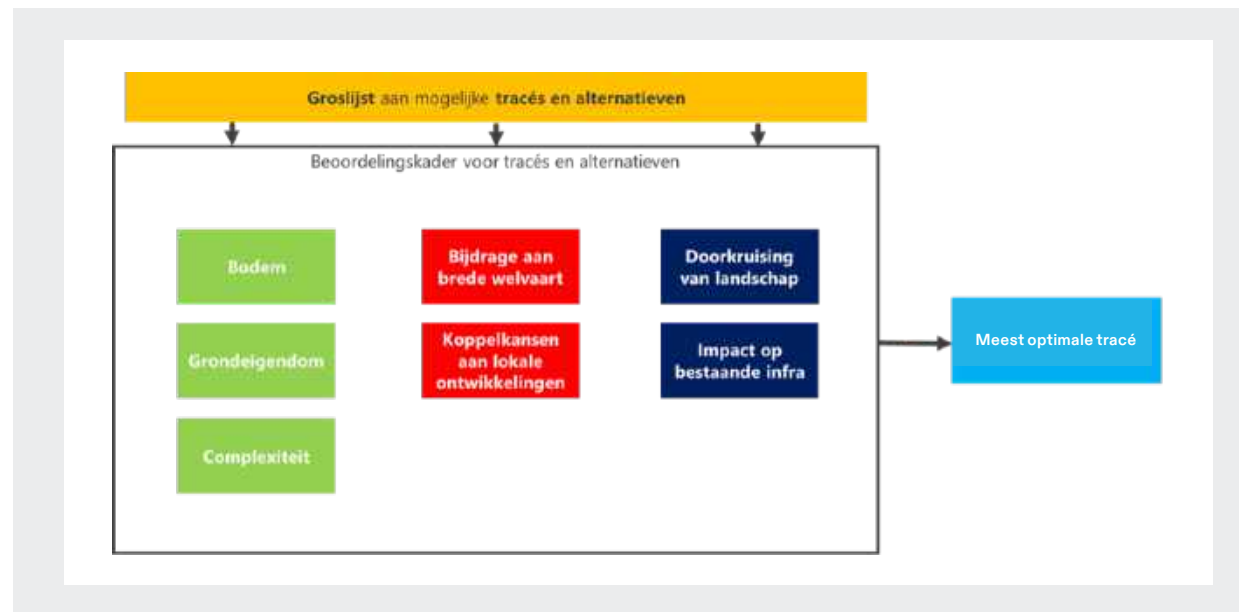 Groslijst aan mogelijke tracés en alternatieven
Beoordelingskader voor tracés en alternatieven
Bodem
Bijdrage aan
brede welvaart
Doorkruising
van landschap
Grondeigendom
Koppelkansen
aan lokale
ontwikkelingen
Impact op
bestaande infra
Meest optimale tracé
Complexiteit